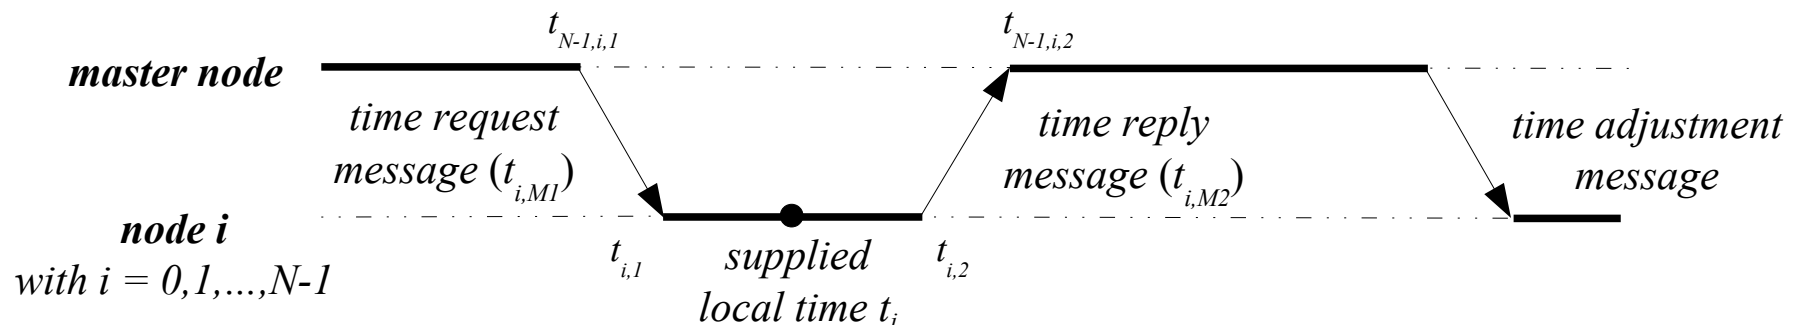 t_{N-1,i,1}
t_{N-1,i,2}
master node
time request
message (t_{i,M1})
time reply
message (t_{i,M2})
time adjustment
message
node i
with i = 0,1,...,N-1
t_{i,1}
supplied
local time t_i
t_{i,2}